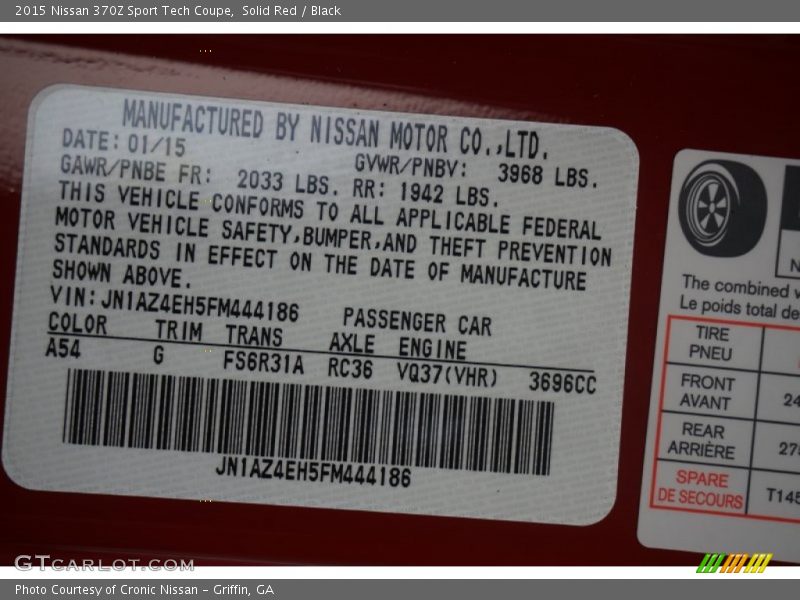 2015 Nissan 370Z Sport Tech Coupe,  Solid Red / Black
MANUFACTURED BY NISSAN MOTOR CO.,LTD.
DATE: 01/15
GVWR/PNBV: 3968 LBS.
GAWR/PNBE FR: 2033 LBS. RR: 1942 LBS.
THIS VEHICLE CONFORMS TO ALL APPLICABLE FEDERAL
MOTOR VEHICLE SAFETY,BUMPER,AND THEFT PREVENTION
STANDARDS IN EFFECT ON THE DATE OF MANUFACTURE
SHOWN ABOVE.
VIN: JN1AZ4EH5FM444186 PASSENGER CAR
COLOR TRIM TRANS AXLE ENGINE
A54 G FS6R31A RC36 VQ37(VHR) 3696CC
JN1AZ4EH5FM444186
The combined
Le poids total
TIRE
PNEU
FRONT
AVANT
REAR
ARRIÈRE
SPARE
DE SECOURS
T145
GTCARLOT.COM
Photo Courtesy of Cronic Nissan – Griffin, GA